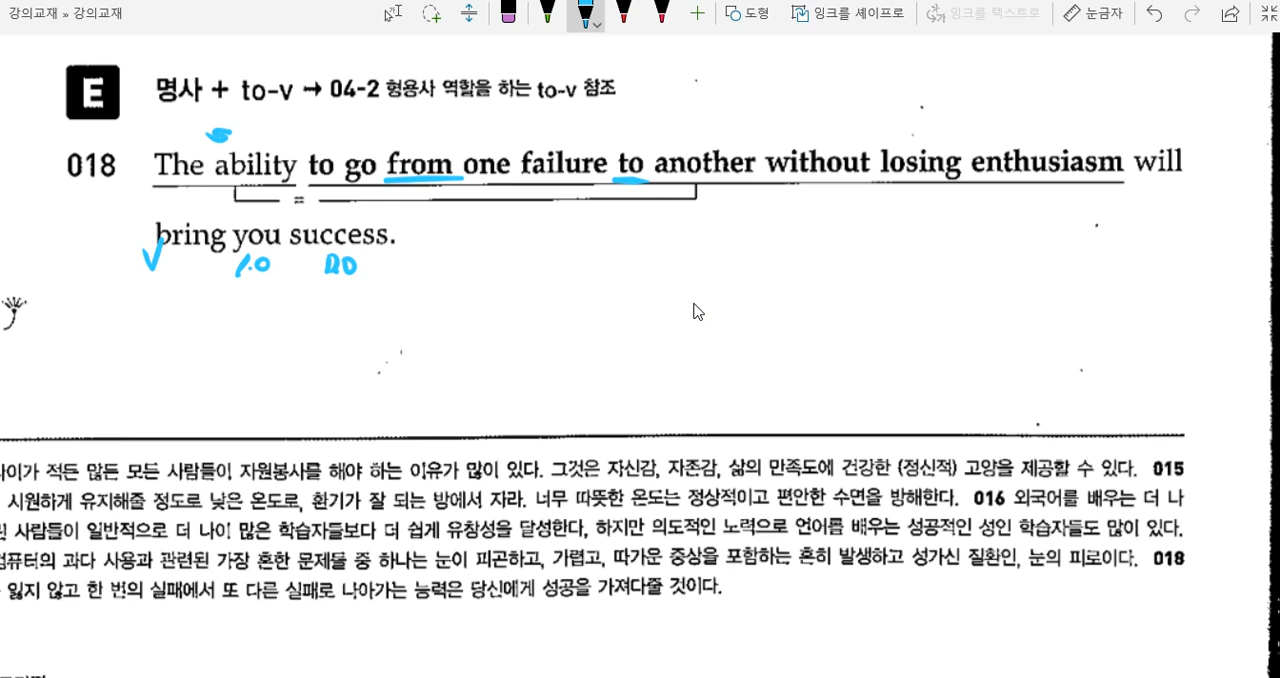 강의교재 » 강의교재
도형
잉크를 셰이프로
잉크를 텍스트로
눈금자
E 명사 + to-v → 04-2 형용사 역할을 하는 to-v 참조
S
018 The ability to go from one failure to another without losing enthusiasm will
=
bring you success.
V I.O D.O
사이가 적든 많든 모든 사람들이 자원봉사를 해야 하는 이유가 많이 있다. 그것은 자신감, 자존감, 삶의 만족도에 건강한 (정신적) 고양을 제공할 수 있다. 015
시원하게 유지해줄 정도로 낮은 온도로, 환기가 잘 되는 방에서 자라. 너무 따뜻한 온도는 정상적이고 편안한 수면을 방해한다. 016 외국어를 배우는 더 나
사람들이 일반적으로 더 나이 많은 학습자들보다 더 쉽게 유창성을 달성한다, 하지만 의도적인 노력으로 언어를 배우는 성공적인 성인 학습자들도 많이 있다.
컴퓨터의 과다 사용과 관련된 가장 흔한 문제들 중 하나는 눈이 피곤하고, 가렵고, 따가운 증상을 포함하는 흔히 발생하고 성가신 질환인, 눈의 피로이다. 018
잃지 않고 한 번의 실패에서 또 다른 실패로 나아가는 능력은 당신에게 성공을 가져다줄 것이다.